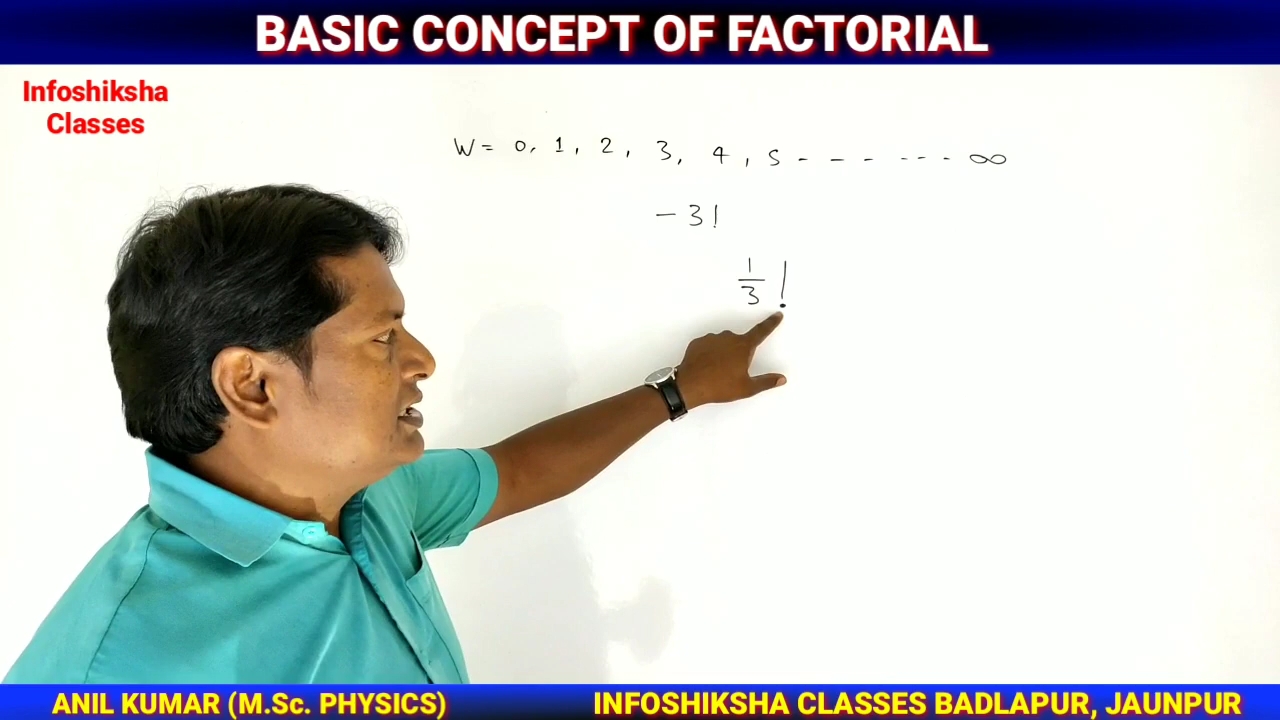 BASIC CONCEPT OF FACTORIAL
Infoshiksha
Classes
W = 0, 1, 2, 3, 4, 5 - - - - - - ∞
- 3!
1/3 !
ANIL KUMAR (M.Sc. PHYSICS)
INFOSHIKSHA CLASSES BADLAPUR, JAUNPUR